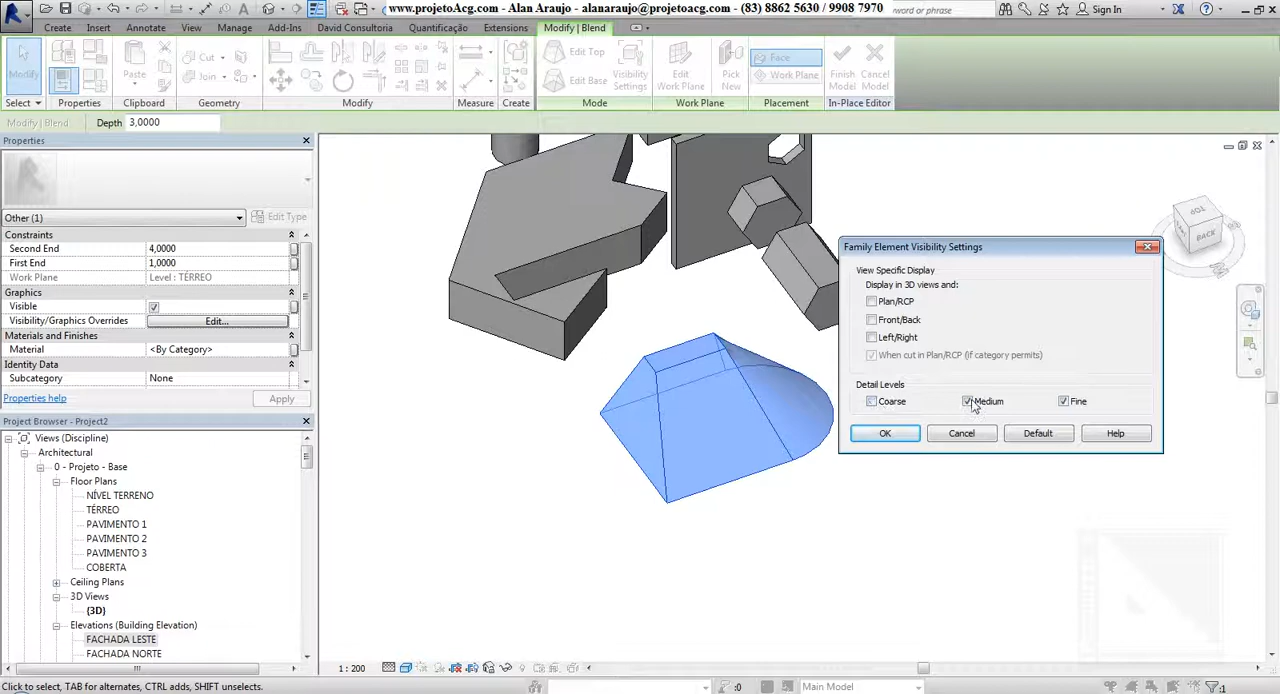 www.projetoAcg.com - Alan Araujo - alanaraujo@projetoacg.com - (35) 8862 5630 / 9908 7970
or phrase
Sign In
Create Insert Annotate View Manage Add-Ins David Consultoria Quantificação Extensions Modify | Blend
Modify
Paste
Cut
Join
Edit Top
Edit Base
Visibility
Settings
Edit
Work Plane
Pick
New
Face
Work Plane
Finish
Model
Cancel
Model
Select Properties Clipboard Geometry Modify Measure Create Mode Work Plane Placement In-Place Editor
Modify | Blend Depth 3,0000
Properties
Other (1) Edit Type
Constraints
Second End 4,0000
First End 1,0000
Work Plane Level : TÉRREO
Graphics
Visible
Visibility/Graphics Overrides Edit...
Materials and Finishes
Material <By Category>
Identity Data
Subcategory None
Properties help Apply
Project Browser - Project2
Views (Discipline)
Architectural
0 - Projeto - Base
Floor Plans
NÍVEL TERRENO
TÉRREO
PAVIMENTO 1
PAVIMENTO 2
PAVIMENTO 3
COBERTA
Ceiling Plans
3D Views
{3D}
Elevations (Building Elevation)
FACHADA LESTE
FACHADA NORTE
TOP
BACK
Family Element Visibility Settings
View Specific Display
Display in 3D views and:
Plan/RCP
Front/Back
Left/Right
When cut in Plan/RCP (if category permits)
Detail Levels
Coarse Medium Fine
OK Cancel Default Help
1 : 200
Click to select, TAB for alternates, CTRL adds, SHIFT unselects.
:0 Main Model :1